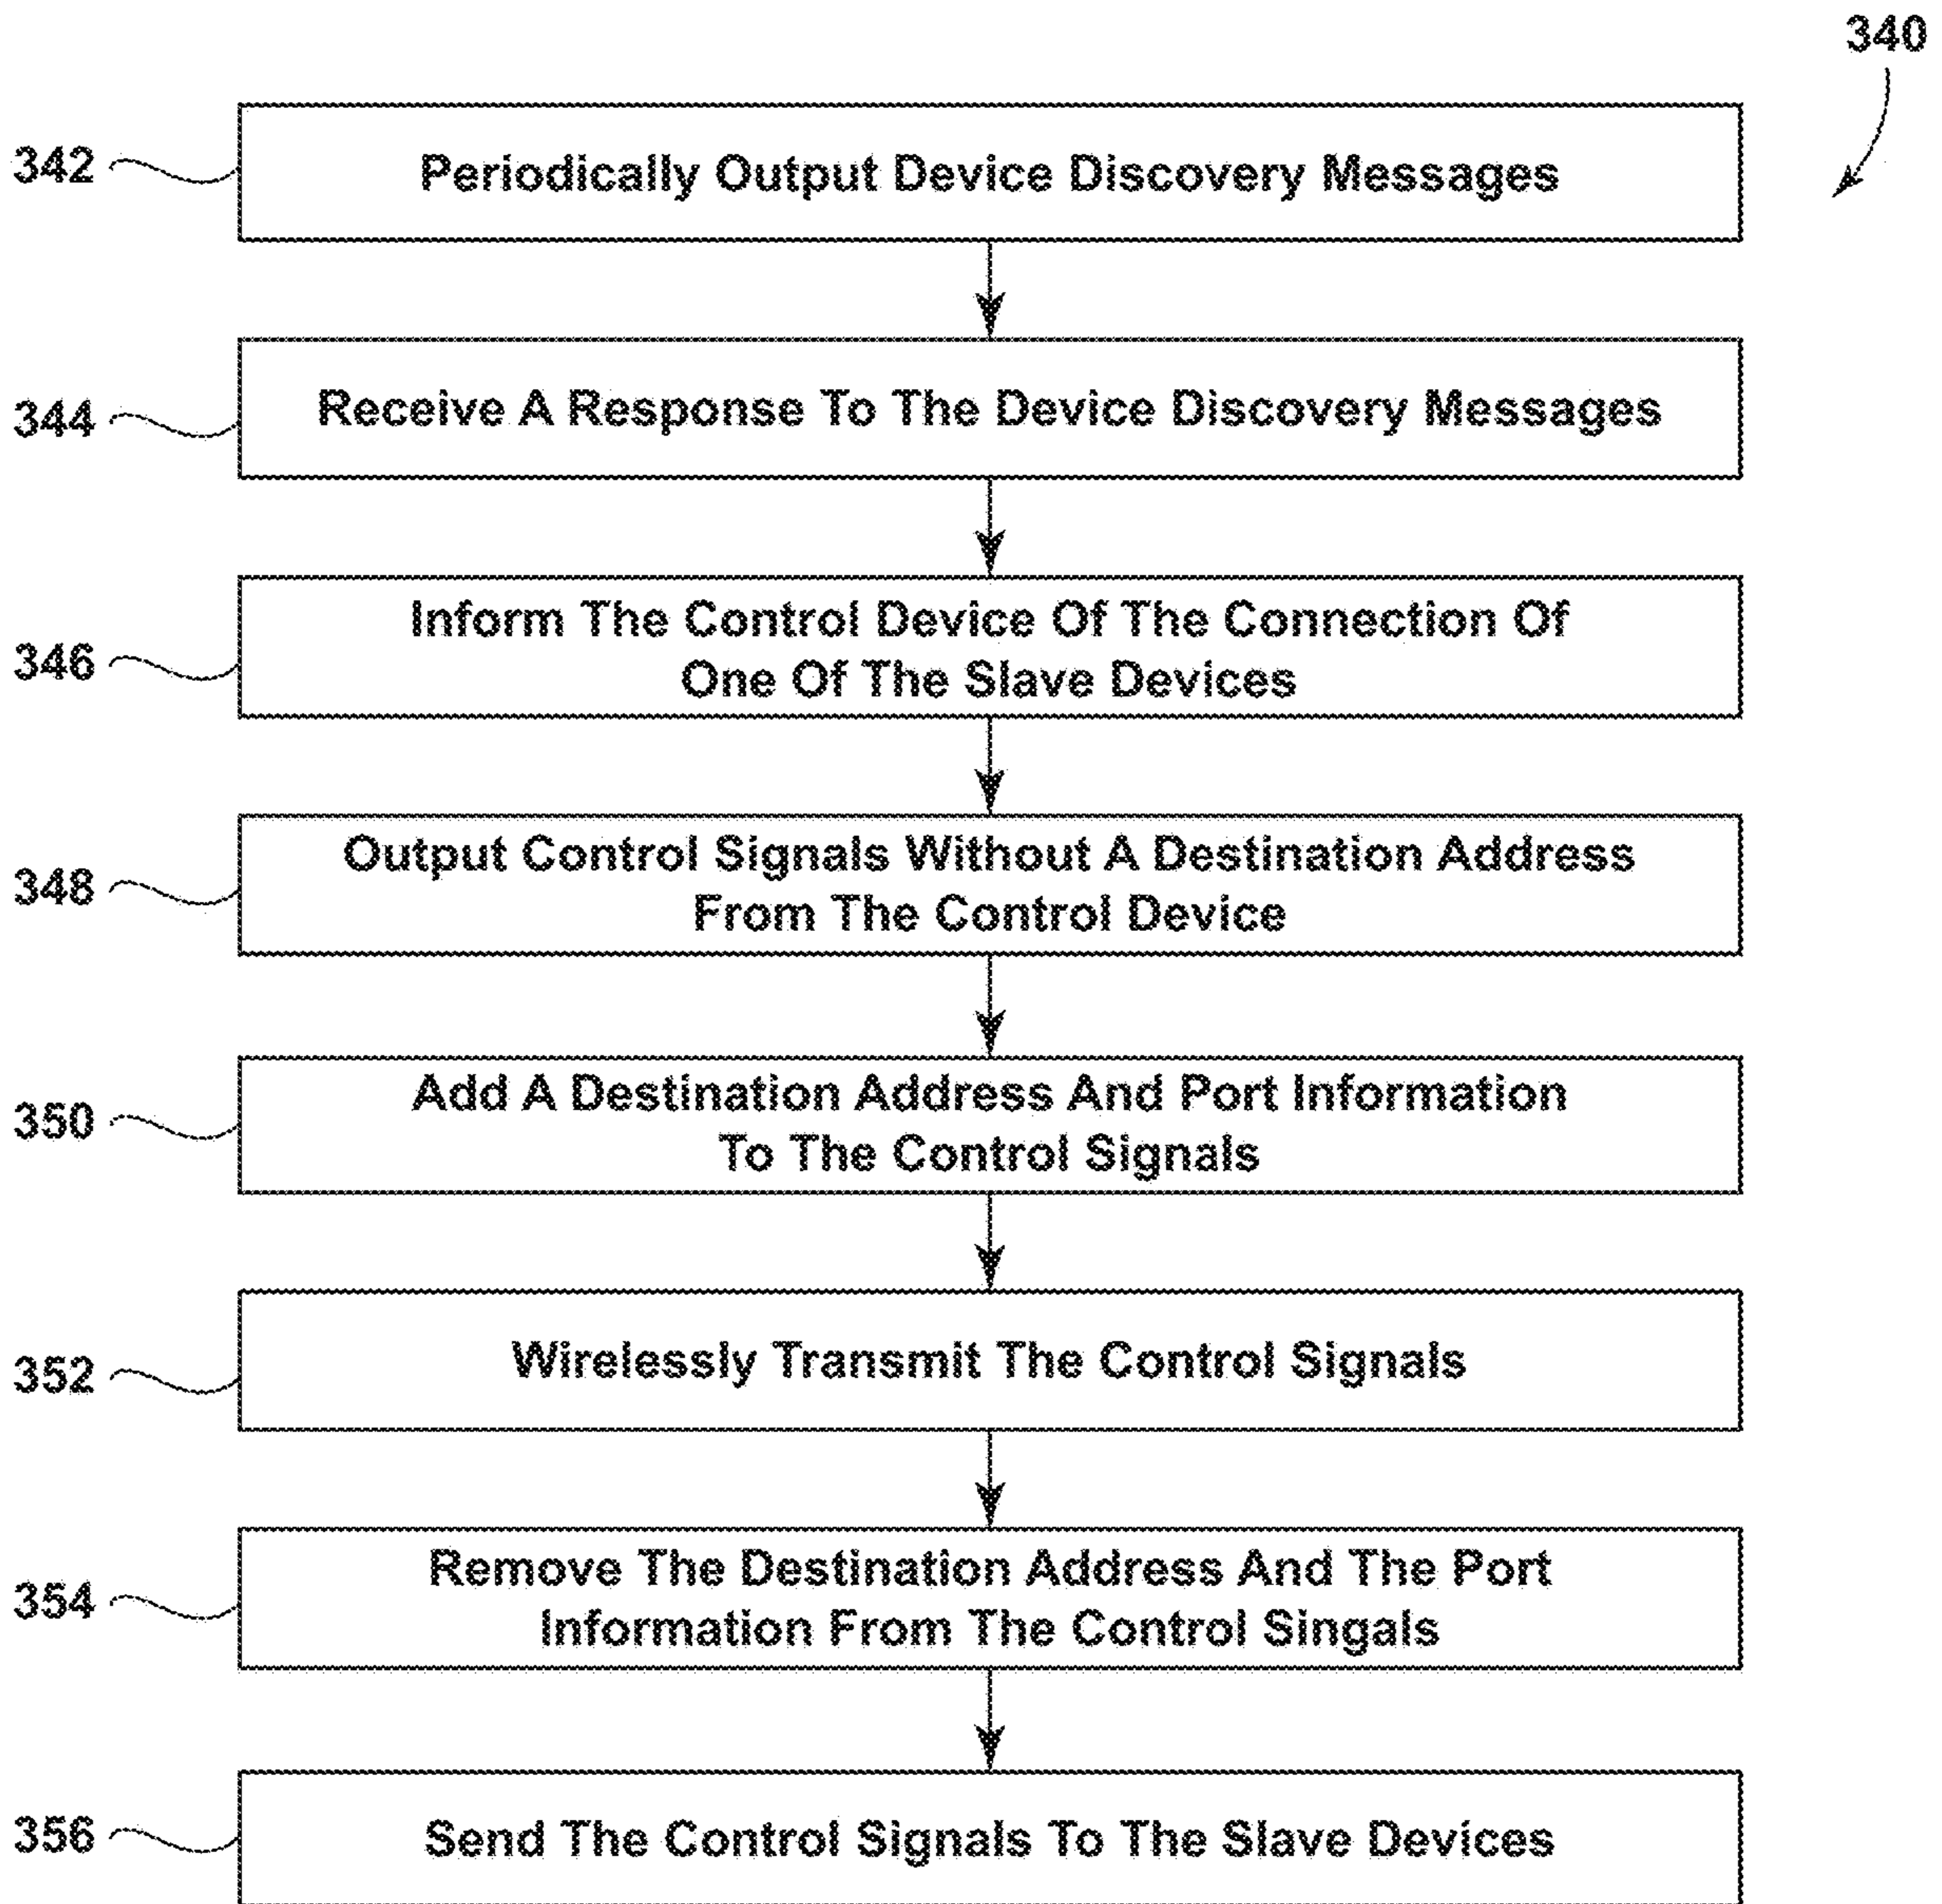 340
342
Periodically Output Device Discovery Messages
344
Receive A Response To The Device Discovery Messages
346
Inform The Control Device Of The Connection Of
One Of The Slave Devices
348
Output Control Signals Without A Destination Address
From The Control Device
350
Add A Destination Address And Port Information
To The Control Signals
352
Wirelessly Transmit The Control Signals
354
Remove The Destination Address And The Port
Information From The Control Singals
356
Send The Control Signals To The Slave Devices